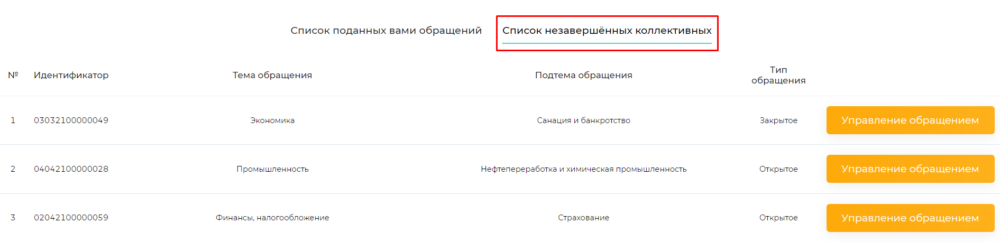 Список поданных вами обращений Список незавершённых коллективных
№ Идентификатор Тема обращения Подтема обращения Тип обращения
1 03032100000049 Экономика Санация и банкротство Закрытое Управление обращением
2 04042100000028 Промышленность Нефтепереработка и химическая промышленность Открытое Управление обращением
3 02042100000059 Финансы, налогообложение Страхование Открытое Управление обращением